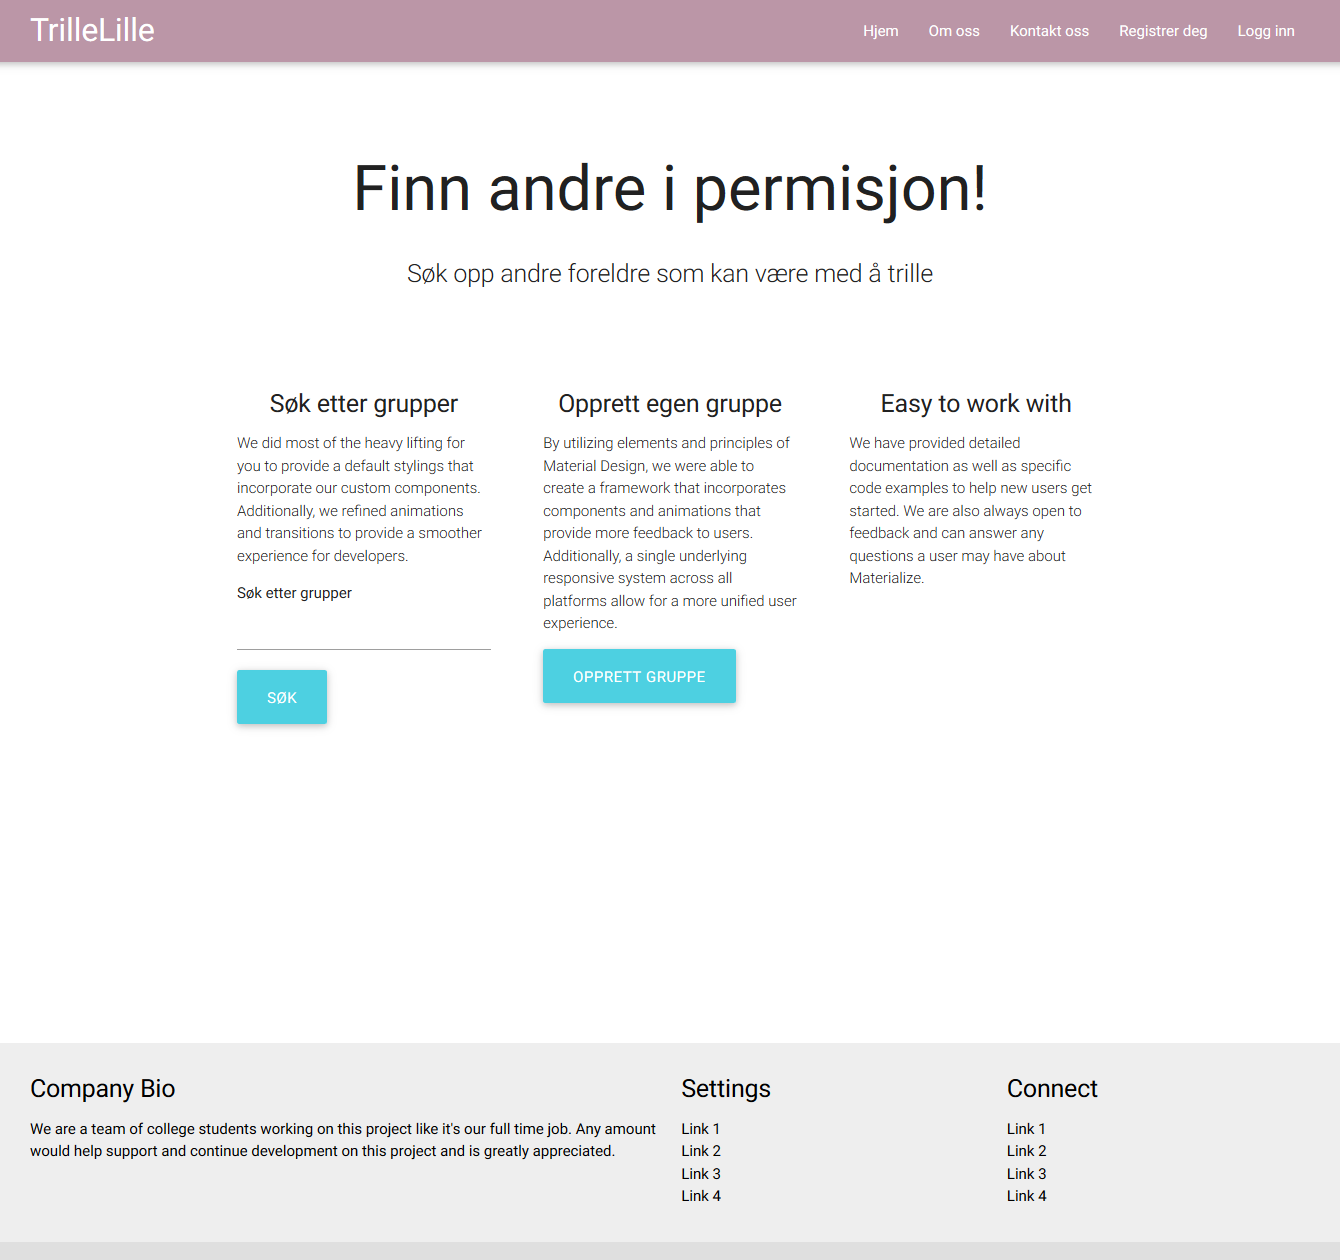 TrilleLille
Hjem Om oss Kontakt oss Registrer deg Logg inn
Finn andre i permisjon!
Søk opp andre foreldre som kan være med å trille
Søk etter grupper
We did most of the heavy lifting for
you to provide a default stylings that
incorporate our custom components.
Additionally, we refined animations
and transitions to provide a smoother
experience for developers.
Søk etter grupper
SØK
Opprett egen gruppe
By utilizing elements and principles of
Material Design, we were able to
create a framework that incorporates
components and animations that
provide more feedback to users.
Additionally, a single underlying
responsive system across all
platforms allow for a more unified user
experience.
OPPRETT GRUPPE
Easy to work with
We have provided detailed
documentation as well as specific
code examples to help new users get
started. We are also always open to
feedback and can answer any
questions a user may have about
Materialize.
Company Bio
We are a team of college students working on this project like it's our full time job. Any amount
would help support and continue development on this project and is greatly appreciated.
Settings
Link 1
Link 2
Link 3
Link 4
Connect
Link 1
Link 2
Link 3
Link 4